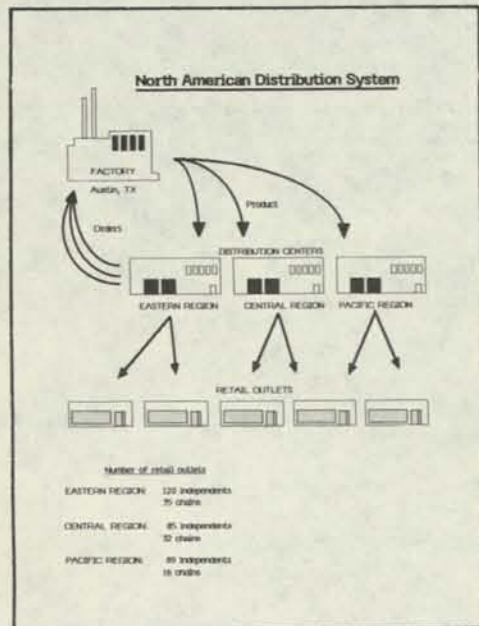 North American Distribution System
FACTORY
Austin, TX
Orders
Product
DISTRIBUTION CENTERS
EASTERN REGION
CENTRAL REGION
PACIFIC REGION
RETAIL OUTLETS
Number of retail outlets
EASTERN REGION: 120 independents
35 chains
CENTRAL REGION: 85 independents
32 chains
PACIFIC REGION: 89 independents
16 chains